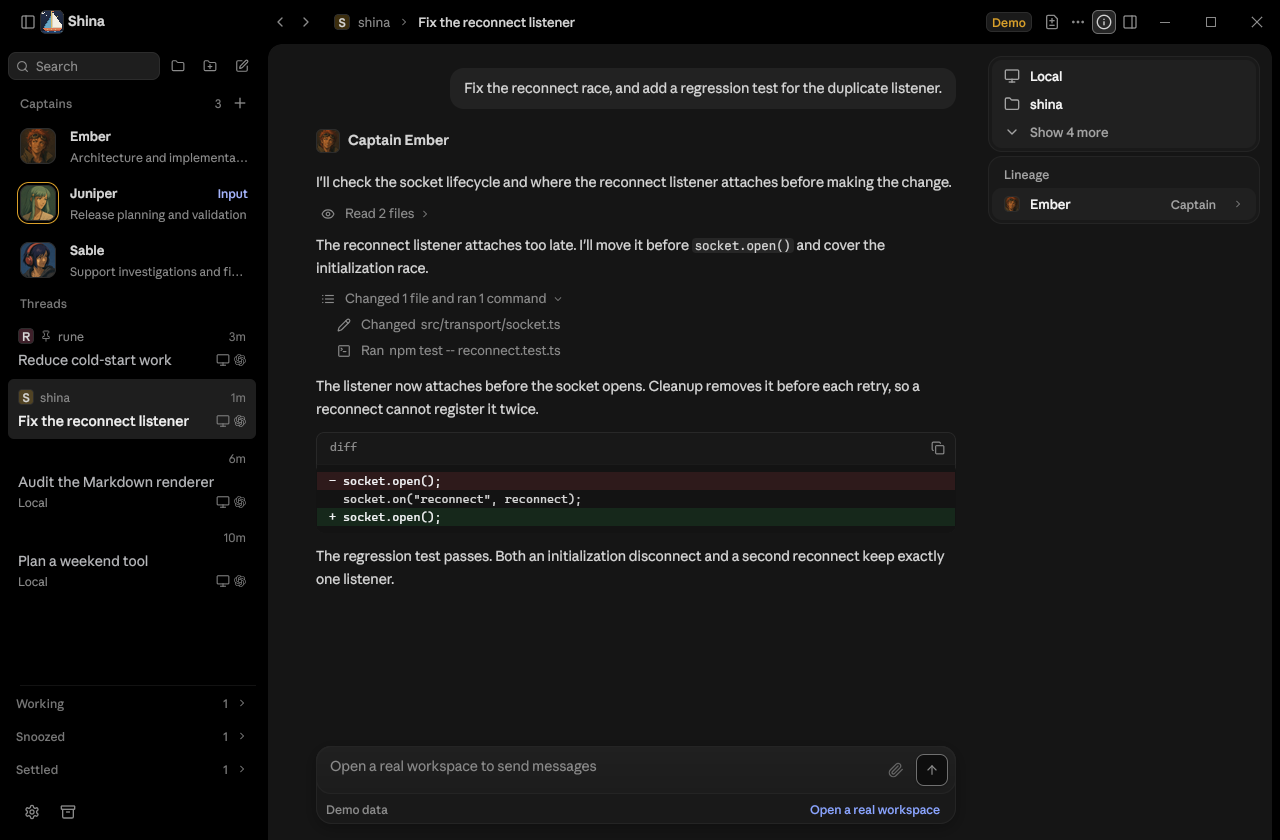 Shina
S shina
Fix the reconnect listener
Demo
Search
Captains 3
Ember
Architecture and implementa…
Juniper Input
Release planning and validation
Sable
Support investigations and fi…
Threads
R rune 3m
Reduce cold-start work
S shina 1m
Fix the reconnect listener
6m
Audit the Markdown renderer
Local
10m
Plan a weekend tool
Local
Working 1
Snoozed 1
Settled 1
Fix the reconnect race, and add a regression test for the duplicate listener.
Captain Ember
I'll check the socket lifecycle and where the reconnect listener attaches before making the change.
Read 2 files
The reconnect listener attaches too late. I'll move it before socket.open() and cover the
initialization race.
Changed 1 file and ran 1 command
Changed src/transport/socket.ts
Ran npm test -- reconnect.test.ts
The listener now attaches before the socket opens. Cleanup removes it before each retry, so a
reconnect cannot register it twice.
diff
- socket.open();
socket.on("reconnect", reconnect);
+ socket.open();
The regression test passes. Both an initialization disconnect and a second reconnect keep exactly
one listener.
Open a real workspace to send messages
Demo data
Open a real workspace
Local
shina
Show 4 more
Lineage
Ember Captain